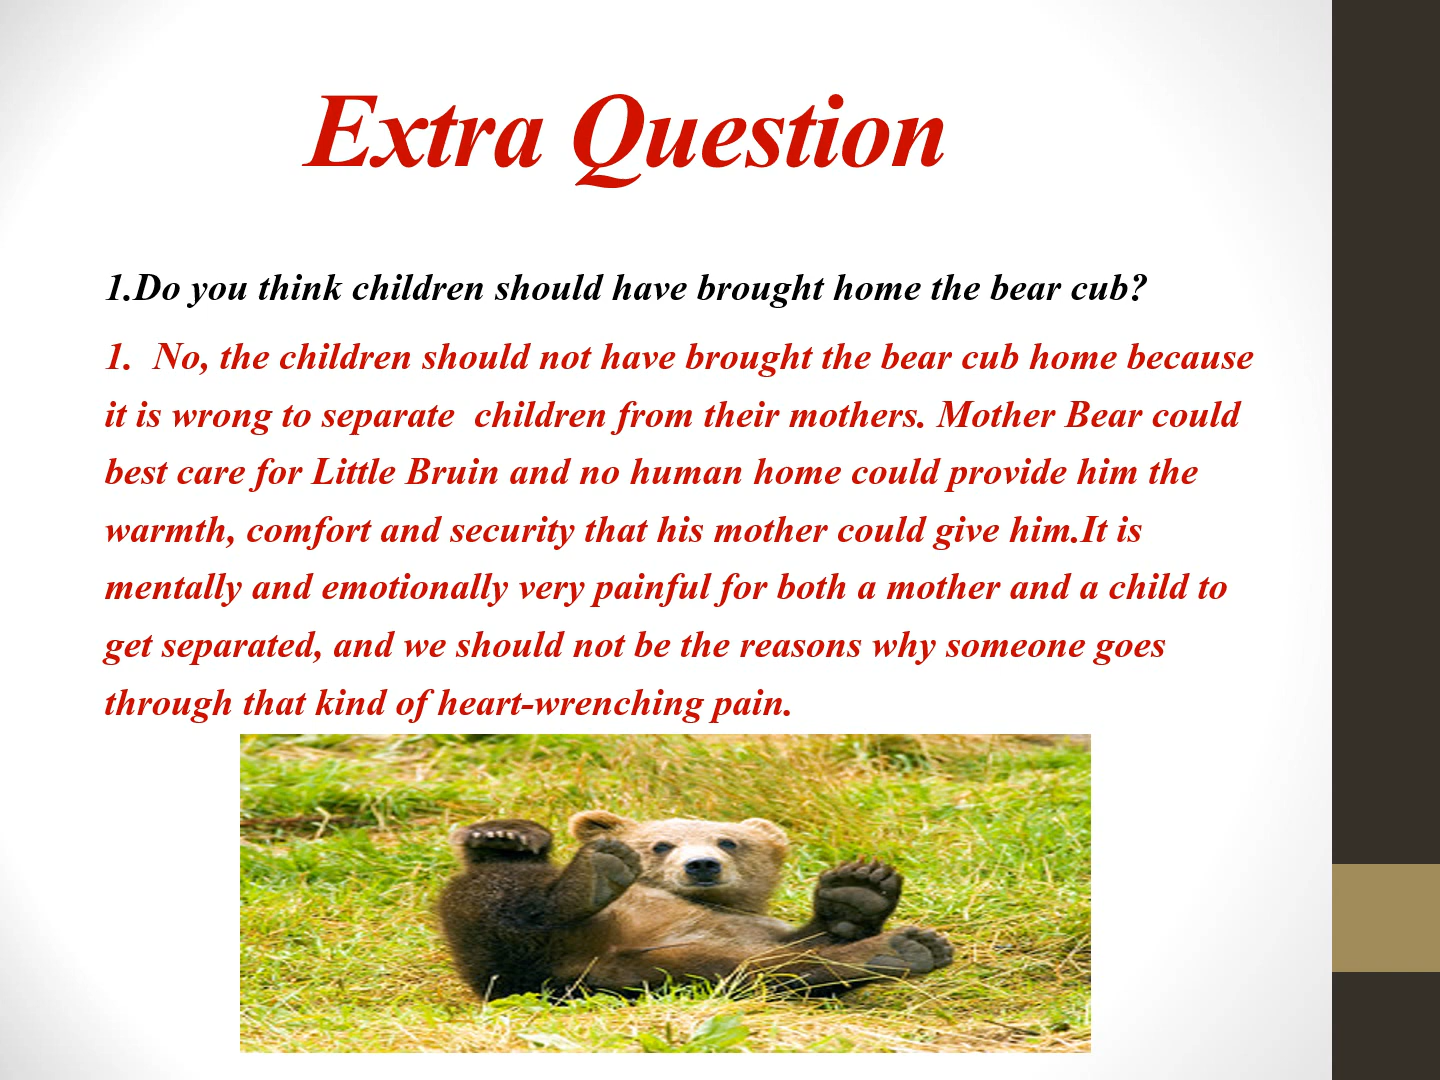 Extra Question
1.Do you think children should have brought home the bear cub?
1.  No, the children should not have brought the bear cub home because
it is wrong to separate  children from their mothers. Mother Bear could
best care for Little Bruin and no human home could provide him the
warmth, comfort and security that his mother could give him.It is
mentally and emotionally very painful for both a mother and a child to
get separated, and we should not be the reasons why someone goes
through that kind of heart-wrenching pain.